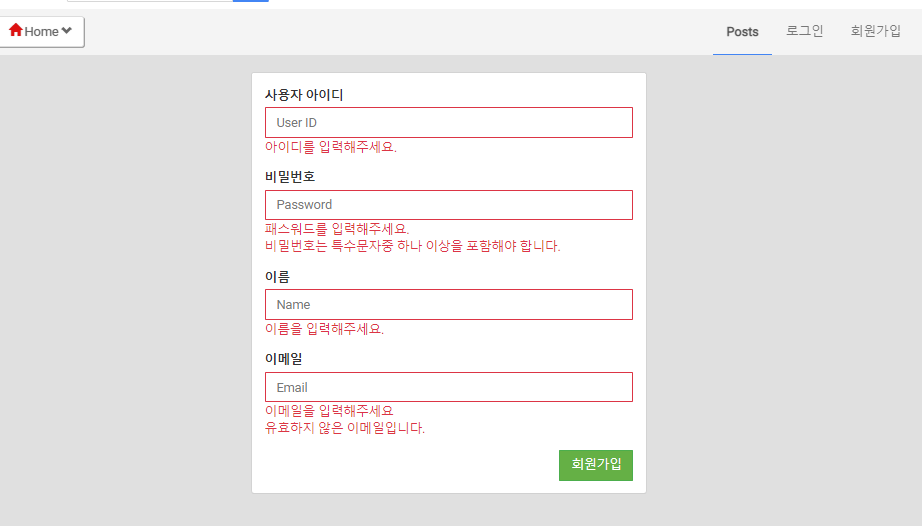 Home
Posts 로그인 회원가입
사용자 아이디
User ID
아이디를 입력해주세요.
비밀번호
Password
패스워드를 입력해주세요.
비밀번호는 특수문자중 하나 이상을 포함해야 합니다.
이름
Name
이름을 입력해주세요.
이메일
Email
이메일을 입력해주세요
유효하지 않은 이메일입니다.
회원가입